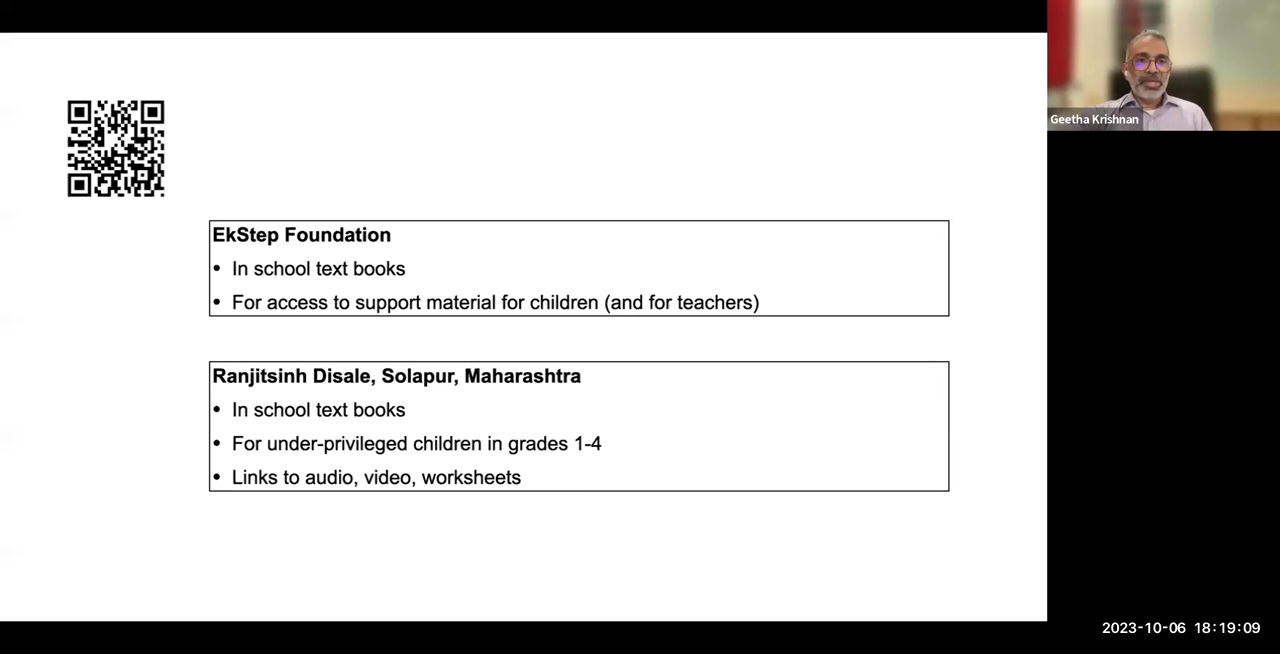 Geetha Krishnan
EkStep Foundation
• In school text books
• For access to support material for children (and for teachers)
Ranjitsinh Disale, Solapur, Maharashtra
• In school text books
• For under-privileged children in grades 1-4
• Links to audio, video, worksheets
2023-10-06 18:19:09